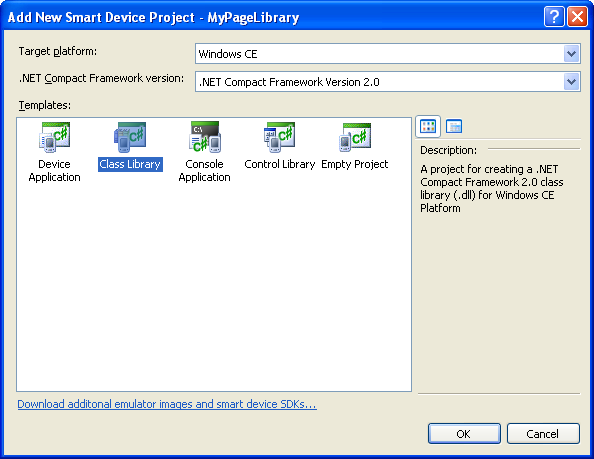 Add New Smart Device Project - MyPageLibrary
Target platform:
Windows CE
.NET Compact Framework version:
.NET Compact Framework Version 2.0
Templates:
Device Application
Class Library
Console Application
Control Library
Empty Project
Description:
A project for creating a .NET
Compact Framework 2.0 class
library (.dll) for Windows CE
Platform
Download additonal emulator images and smart device SDKs...
OK
Cancel